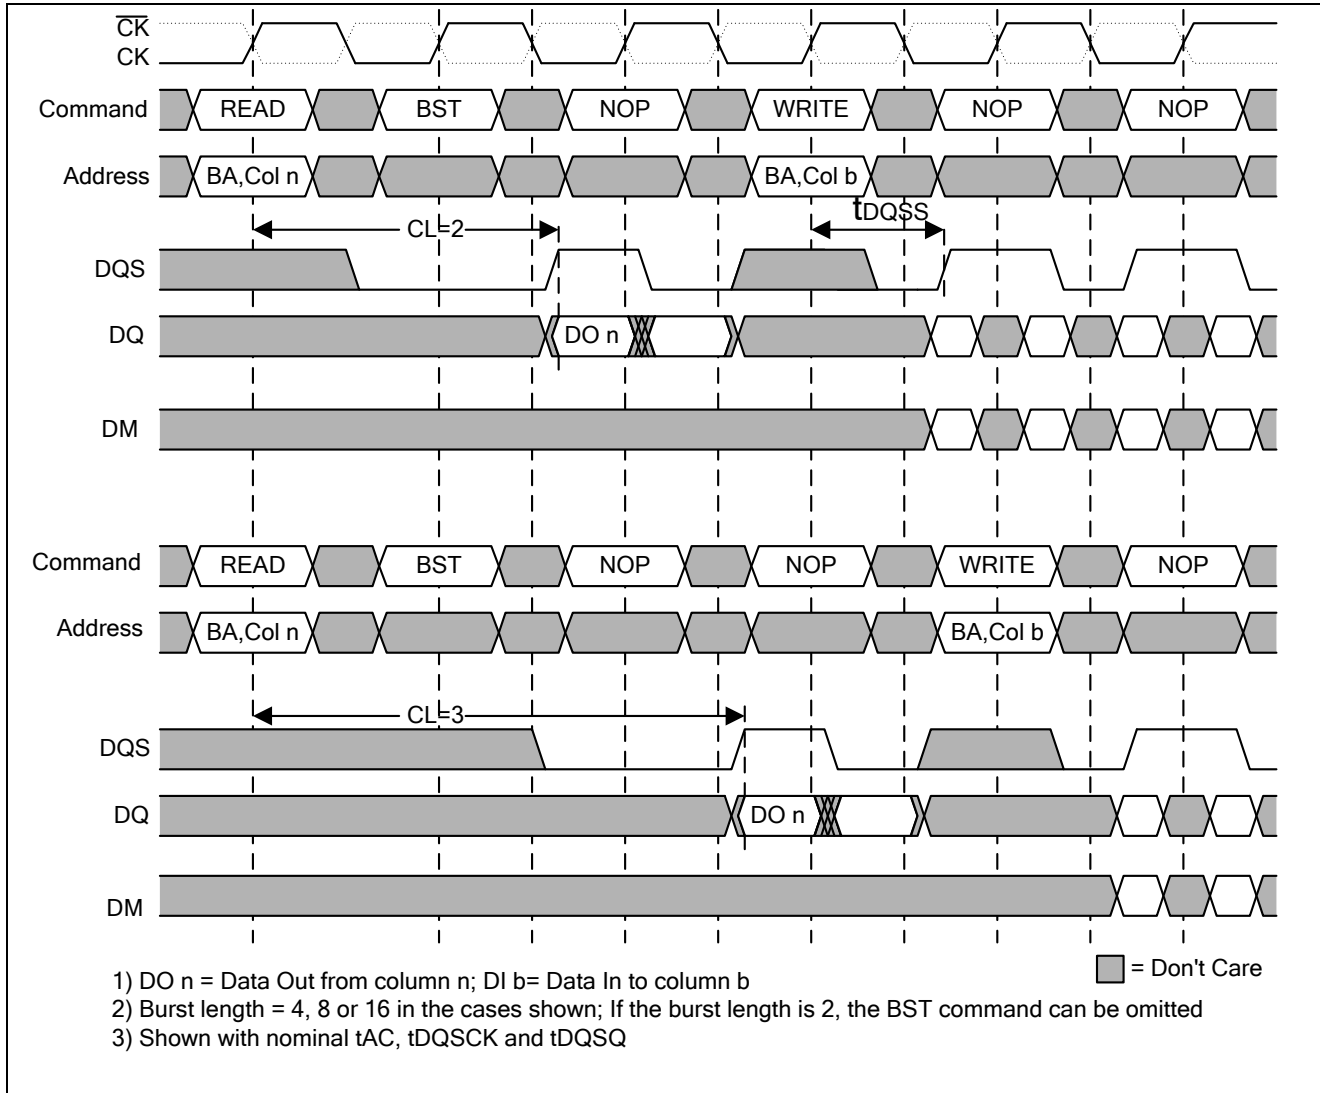 CK
CK
Command READ BST NOP WRITE NOP NOP
Address BA,Col n BA,Col b
tDQSS
CL=2
DQS
DQ DO n
DM
Command READ BST NOP NOP WRITE NOP
Address BA,Col n BA,Col b
CL=3
DQS
DQ DO n
DM
= Don't Care
1) DO n = Data Out from column n; DI b= Data In to column b
2) Burst length = 4, 8 or 16 in the cases shown; If the burst length is 2, the BST command can be omitted
3) Shown with nominal tAC, tDQSCK and tDQSQ